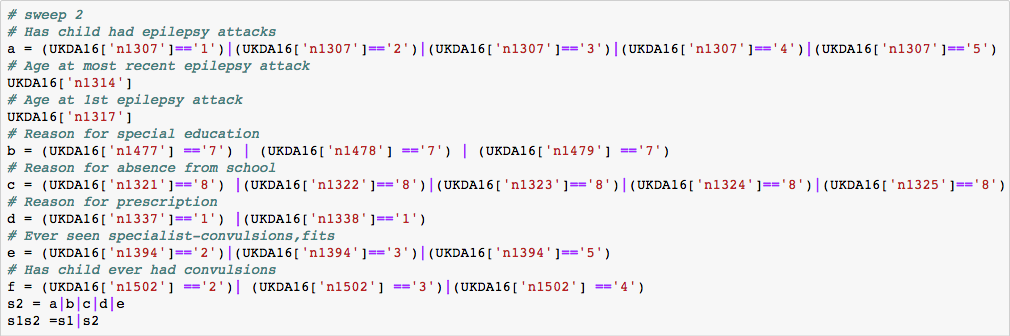 # sweep 2
# Has child had epilepsy attacks
a = (UKDA16['n1307']=='1')|(UKDA16['n1307']=='2')|(UKDA16['n1307']=='3')|(UKDA16['n1307']=='4')|(UKDA16['n1307']=='5')
# Age at most recent epilepsy attack
UKDA16['n1314']
# Age at 1st epilepsy attack
UKDA16['n1317']
# Reason for special education
b = (UKDA16['n1477'] =='7') | (UKDA16['n1478'] =='7') | (UKDA16['n1479'] =='7')
# Reason for absence from school
c = (UKDA16['n1321']=='8') |(UKDA16['n1322']=='8')|(UKDA16['n1323']=='8')|(UKDA16['n1324']=='8')|(UKDA16['n1325']=='8')
# Reason for prescription
d = (UKDA16['n1337']=='1') |(UKDA16['n1338']=='1')
# Ever seen specialist-convulsions,fits
e = (UKDA16['n1394']=='2')|(UKDA16['n1394']=='3')|(UKDA16['n1394']=='5')
# Has child ever had convulsions
f = (UKDA16['n1502'] =='2')| (UKDA16['n1502'] =='3')|(UKDA16['n1502'] =='4')
s2 = a|b|c|d|e
s1s2 =s1|s2